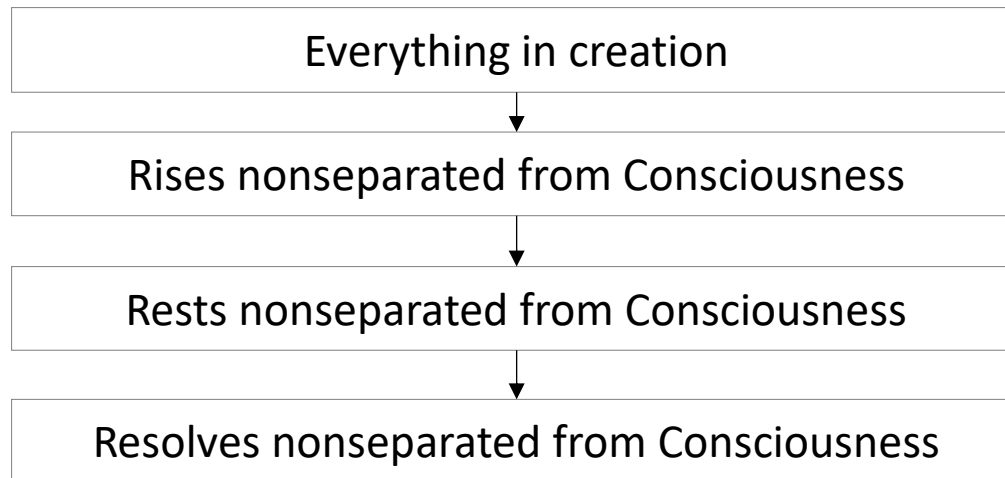 Everything in creation
Rises nonseparated from Consciousness
Rests nonseparated from Consciousness
Resolves nonseparated from Consciousness